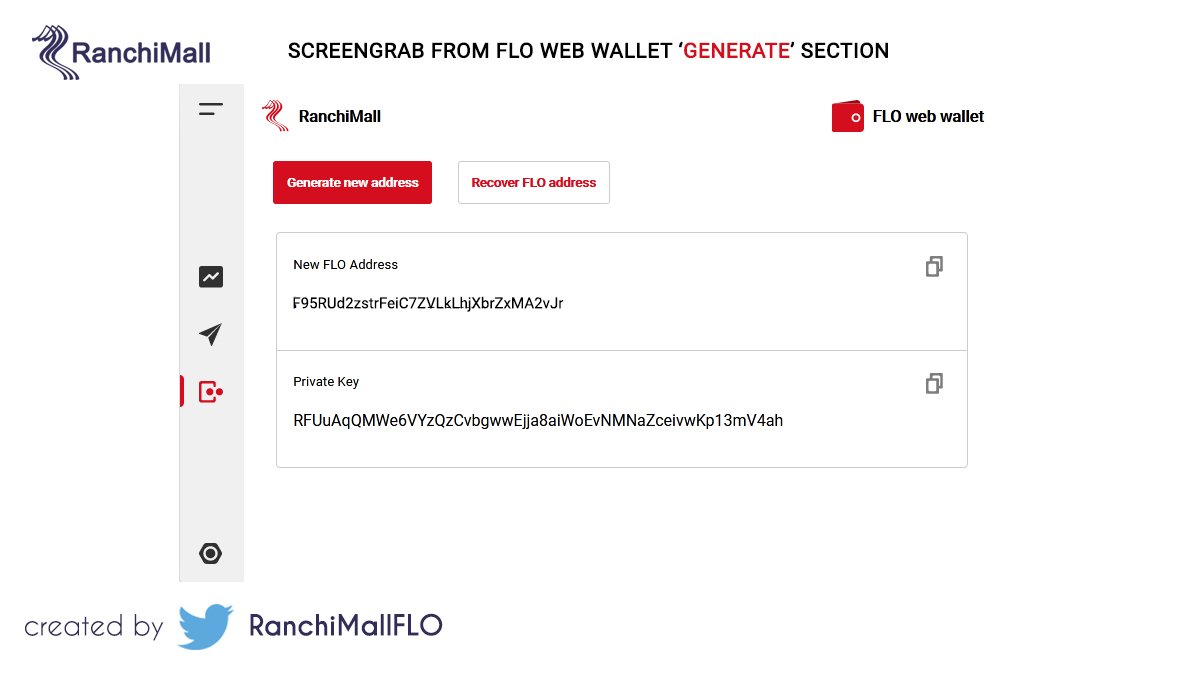 RanchiMall
SCREENGRAB FROM FLO WEB WALLET ‘GENERATE’ SECTION
RanchiMall
FLO web wallet
Generate new address
Recover FLO address
New FLO Address
F95RUd2zstrFeiC7ZVLkLhjXbrZxMA2vJr
Private Key
RFUuAqQMWe6VYzQzCvbgwwEjja8aiWoEvNMNaZceivwKp13mV4ah
created by RanchiMallFLO